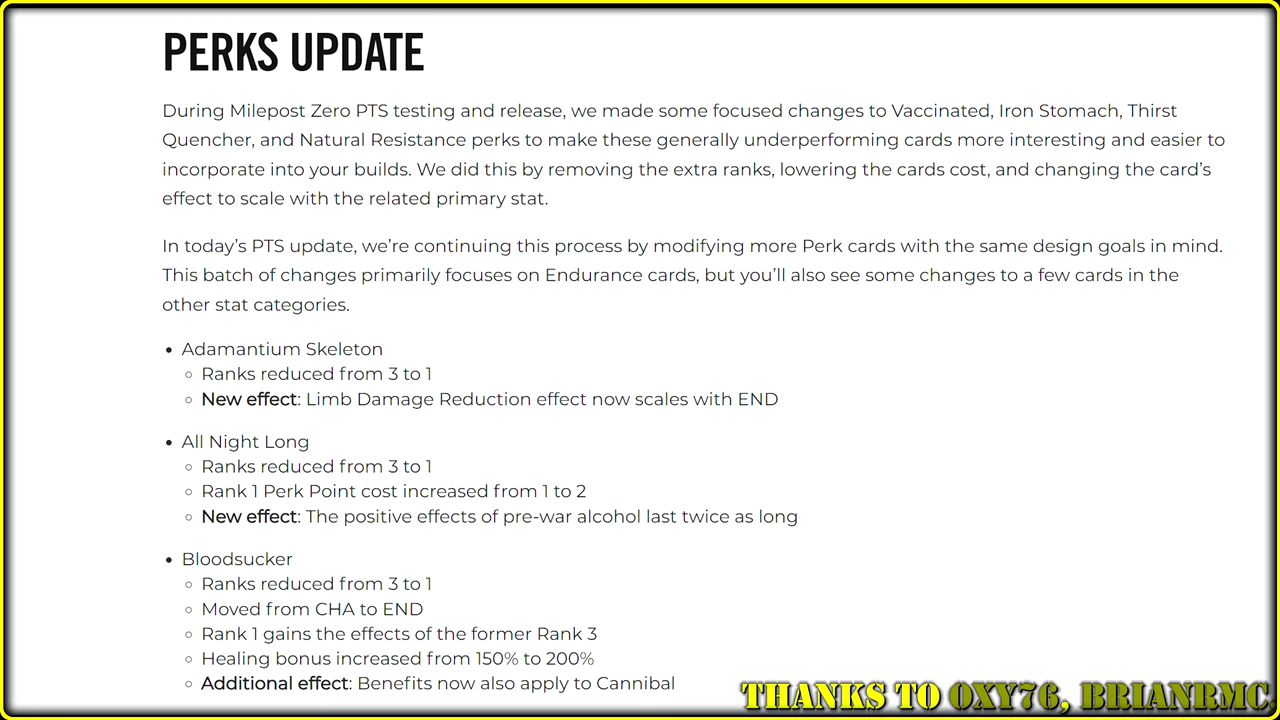 PERKS UPDATE
During Milepost Zero PTS testing and release, we made some focused changes to Vaccinated, Iron Stomach, Thirst
Quencher, and Natural Resistance perks to make these generally underperforming cards more interesting and easier to
incorporate into your builds. We did this by removing the extra ranks, lowering the cards cost, and changing the card's
effect to scale with the related primary stat.
In today's PTS update, we're continuing this process by modifying more Perk cards with the same design goals in mind.
This batch of changes primarily focuses on Endurance cards, but you'll also see some changes to a few cards in the
other stat categories.
• Adamantium Skeleton
◦ Ranks reduced from 3 to 1
◦ New effect: Limb Damage Reduction effect now scales with END
• All Night Long
◦ Ranks reduced from 3 to 1
◦ Rank 1 Perk Point cost increased from 1 to 2
◦ New effect: The positive effects of pre-war alcohol last twice as long
• Bloodsucker
◦ Ranks reduced from 3 to 1
◦ Moved from CHA to END
◦ Rank 1 gains the effects of the former Rank 3
◦ Healing bonus increased from 150% to 200%
◦ Additional effect: Benefits now also apply to Cannibal
THANKS TO OXY76, BRIANRMC,